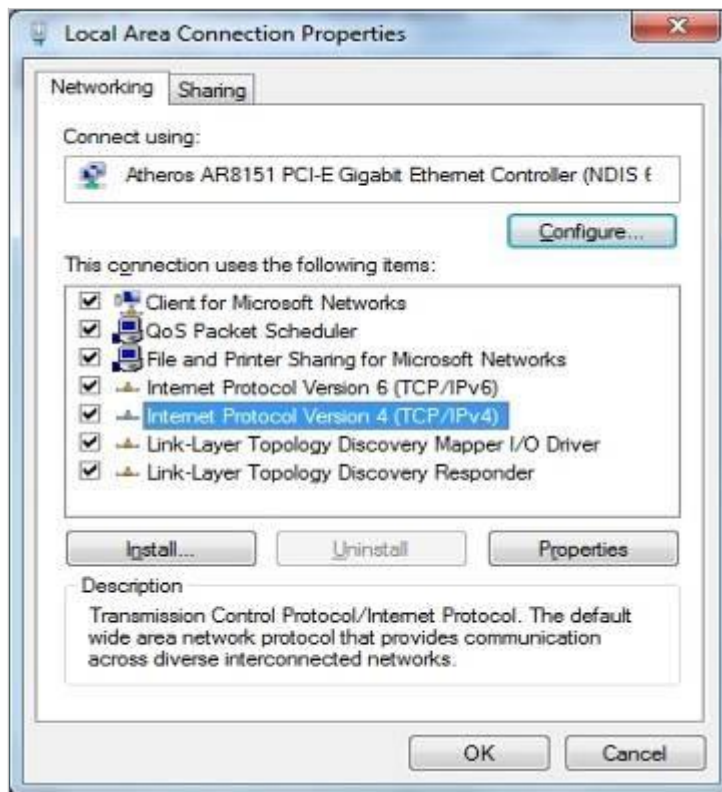 Local Area Connection Properties
Networking
Sharing
Connect using:
Atheros AR8151 PCI-E Gigabit Ethernet Controller (NDIS 6
Configure...
This connection uses the following items:
Client for Microsoft Networks
QoS Packet Scheduler
File and Printer Sharing for Microsoft Networks
Internet Protocol Version 6 (TCP/IPv6)
Internet Protocol Version 4 (TCP/IPv4)
Link-Layer Topology Discovery Mapper I/O Driver
Link-Layer Topology Discovery Responder
Install...
Uninstall
Properties
Description
Transmission Control Protocol/Internet Protocol. The default
wide area network protocol that provides communication
across diverse interconnected networks.
OK
Cancel